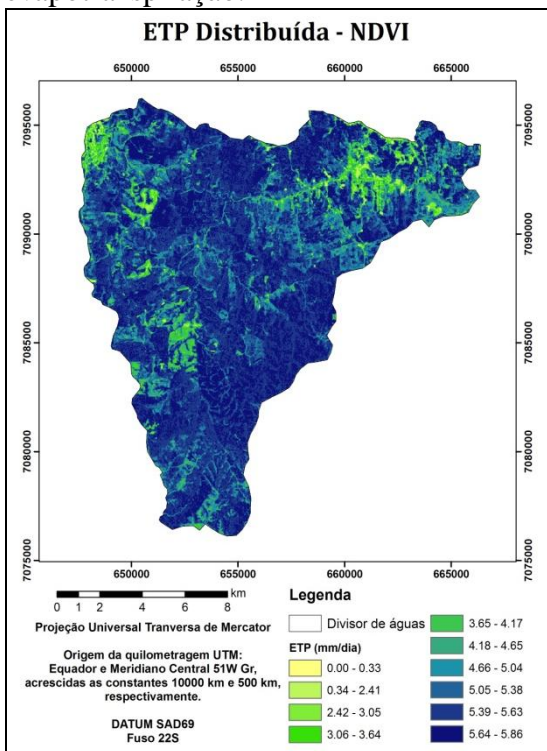 ETP Distribuída - NDVI
650000 655000 660000 665000
7095000 7095000
7090000 7090000
7085000 7085000
7080000 7080000
7075000 7075000
650000 655000 660000 665000
km
0 1 2 4 6 8
Projeção Universal Tranversa de Mercator
Origem da quilometragem UTM:
Equador e Meridiano Central 51W Gr,
acrescidas as constantes 10000 km e 500 km,
respectivamente.
DATUM SAD69
Fuso 22S
Legenda
Divisor de águas
ETP (mm/dia)
0.00 - 0.33
0.34 - 2.41
2.42 - 3.05
3.06 - 3.64
3.65 - 4.17
4.18 - 4.65
4.66 - 5.04
5.05 - 5.38
5.39 - 5.63
5.64 - 5.86